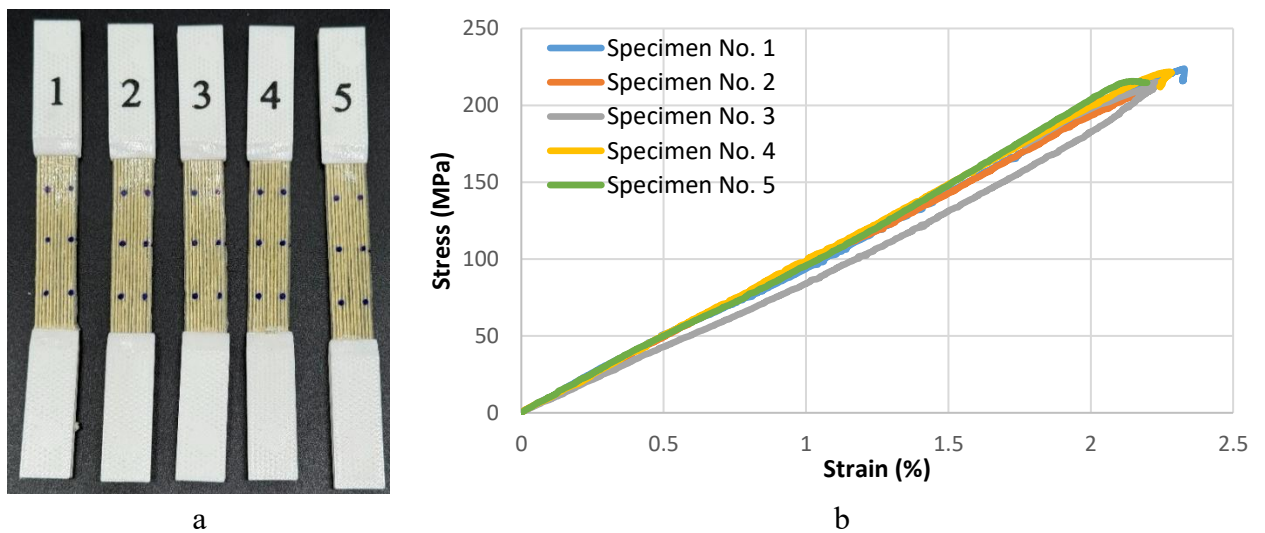 1 2 3 4 5
a
Stress (MPa)
250
200
150
100
50
0
Specimen No. 1
Specimen No. 2
Specimen No. 3
Specimen No. 4
Specimen No. 5
0 0.5 1 1.5 2 2.5
Strain (%)
b